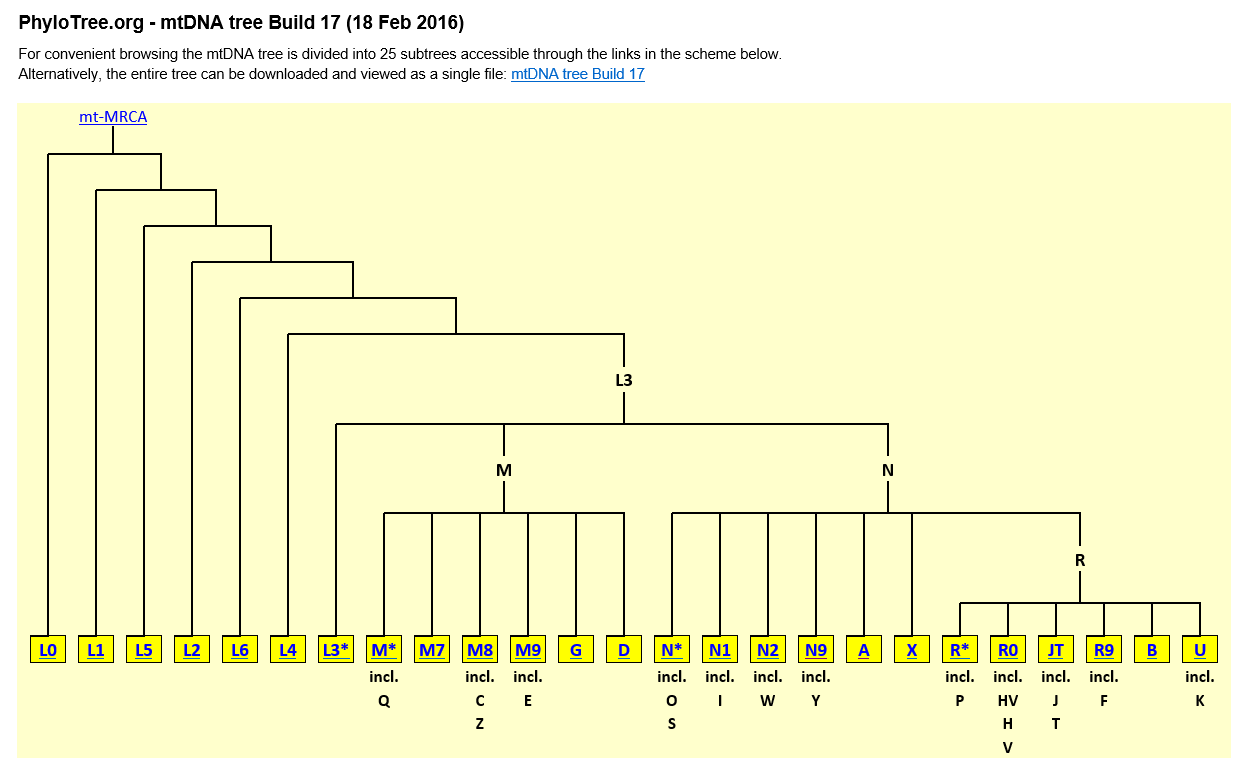 PhyloTree.org - mtDNA tree Build 17 (18 Feb 2016)
For convenient browsing the mtDNA tree is divided into 25 subtrees accessible through the links in the scheme below.
Alternatively, the entire tree can be downloaded and viewed as a single file: mtDNA tree Build 17
mt-MRCA
L3
M N
R
L0 L1 L5 L2 L6 L4 L3* M* M7 M8 M9 G D N* N1 N2 N9 A X R* R0 JT R9 B U
incl. incl. incl. incl. incl. incl. incl. incl. incl. incl. incl. incl.
Q C E O I W Y P HV J F K
Z S H T
V